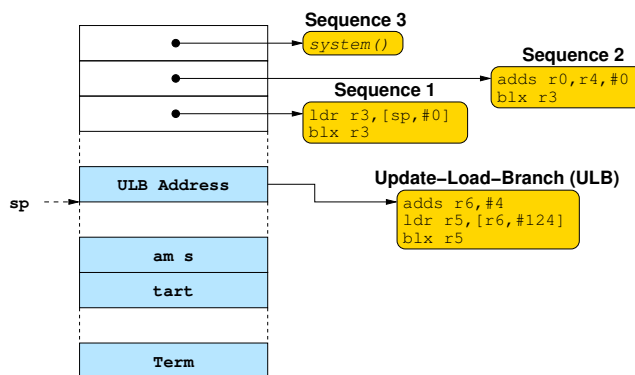 Sequence 3
system()
Sequence 2
adds r0,r4,#0
blx r3
Sequence 1
ldr r3,[sp,#0]
blx r3
ULB Address
sp
Update-Load-Branch (ULB)
adds r6,#4
ldr r5,[r6,#124]
blx r5
am s
tart
Term